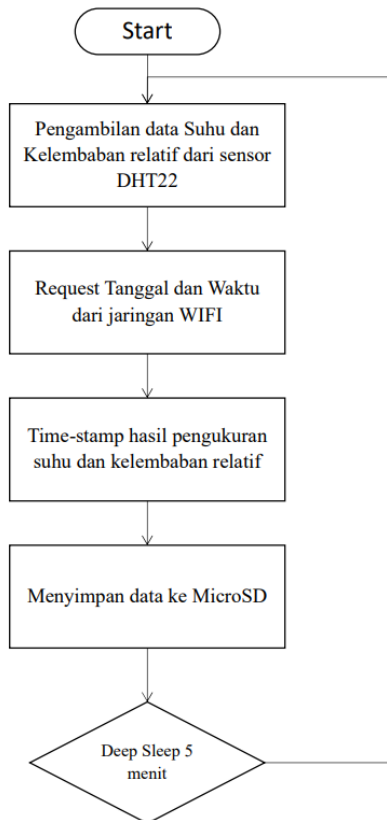 Start
Pengambilan data Suhu dan
Kelembaban relatif dari sensor
DHT22
Request Tanggal dan Waktu
dari jaringan WIFI
Time-stamp hasil pengukuran
suhu dan kelembaban relatif
Menyimpan data ke MicroSD
Deep Sleep 5
menit